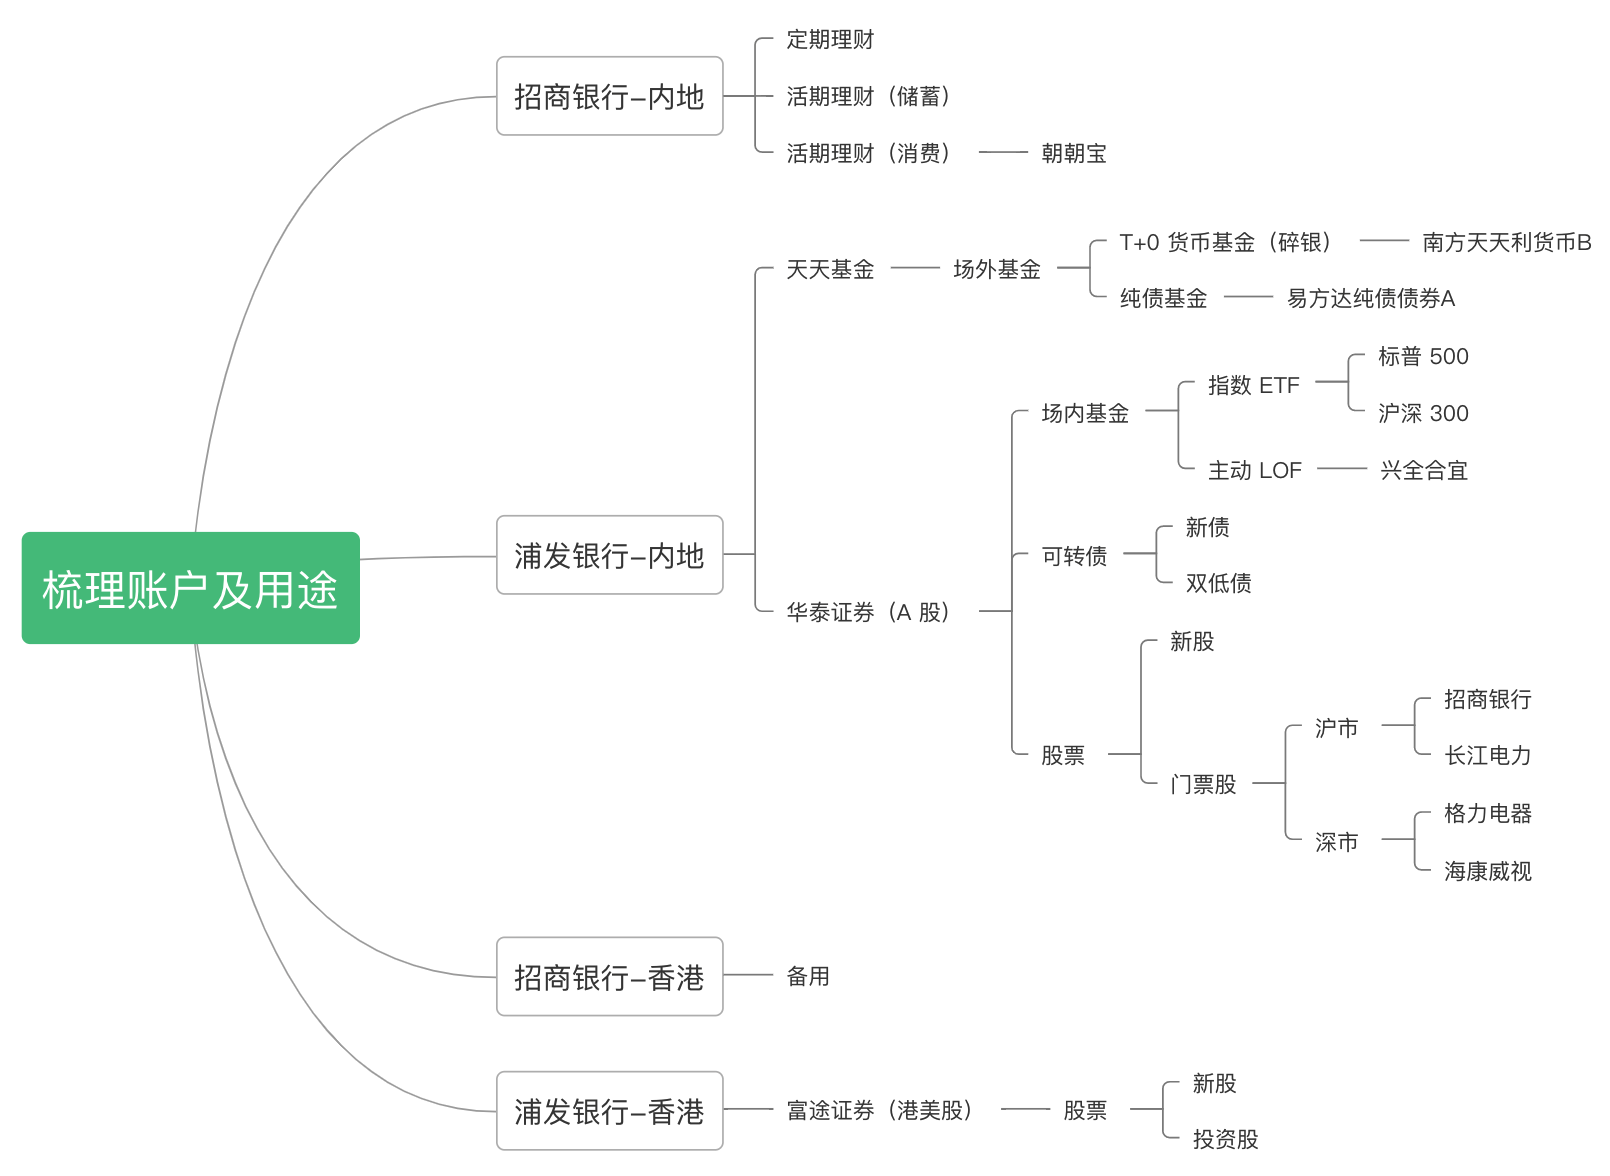 梳理账户及用途
招商银行-内地
定期理财
活期理财（储蓄）
活期理财（消费）
朝朝宝
浦发银行-内地
天天基金
场外基金
T+0 货币基金（碎银）
南方天天利货币B
纯债基金
易方达纯债债券A
华泰证券（A 股）
场内基金
指数 ETF
标普 500
沪深 300
主动 LOF
兴全合宜
可转债
新债
双低债
股票
新股
门票股
沪市
招商银行
长江电力
深市
格力电器
海康威视
招商银行-香港
备用
浦发银行-香港
富途证券（港美股）
股票
新股
投资股